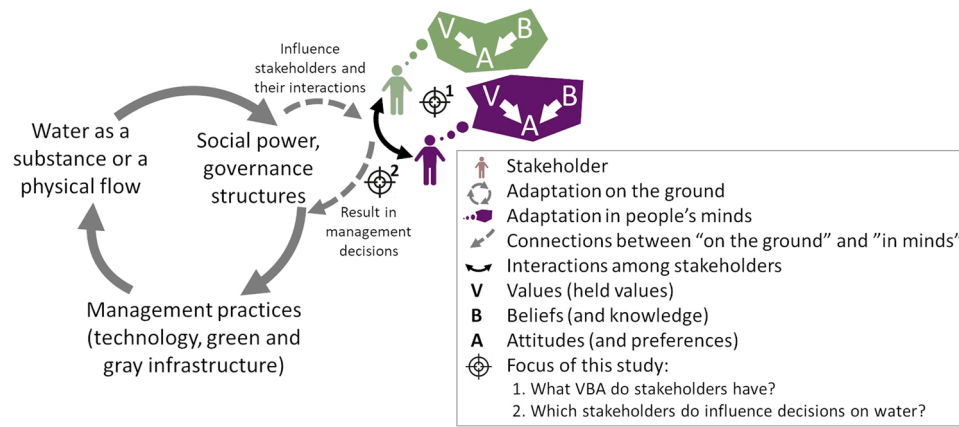 Influence
stakeholders and
their interactions
V
B
A
1
V
B
A
Water as a
substance or a
physical flow
Social power,
governance
structures
2
Result in
management
decisions
Management practices
(technology, green and
gray infrastructure)
Stakeholder
Adaptation on the ground
Adaptation in people’s minds
Connections between “on the ground” and ”in minds”
Interactions among stakeholders
V Values (held values)
B Beliefs (and knowledge)
A Attitudes (and preferences)
Focus of this study:
1. What VBA do stakeholders have?
2. Which stakeholders do influence decisions on water?